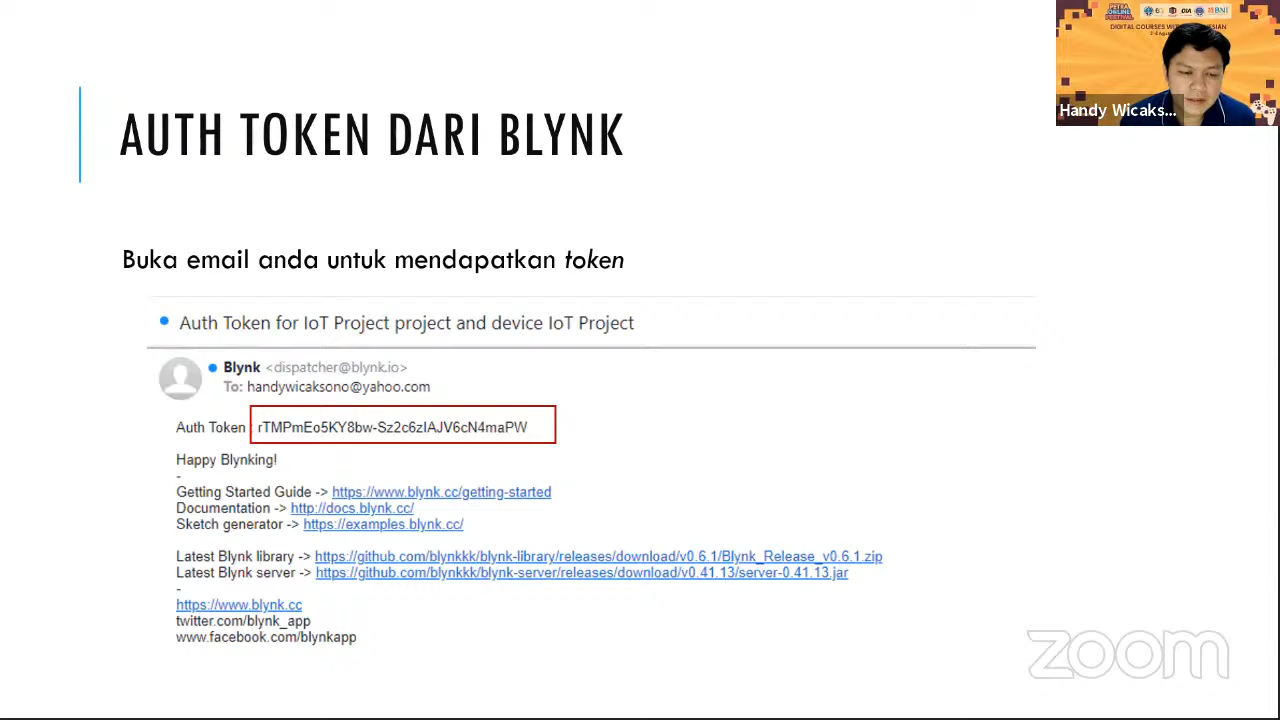 PETRA
ONLINE
FESTIVAL
BNI
Handy Wicaks...
AUTH TOKEN DARI BLYNK
Buka email anda untuk mendapatkan token
Auth Token for IoT Project project and device IoT Project
Blynk <dispatcher@blynk.io>
To: handywicaksono@yahoo.com
Auth Token : rTMPmEo5KY8bw-Sz2c6zIAJV6cN4maPW
Happy Blynking!
-
Getting Started Guide -> https://www.blynk.cc/getting-started
Documentation -> http://docs.blynk.cc/
Sketch generator -> https://examples.blynk.cc/
Latest Blynk library -> https://github.com/blynkkk/blynk-library/releases/download/v0.6.1/Blynk_Release_v0.6.1.zip
Latest Blynk server -> https://github.com/blynkkk/blynk-server/releases/download/v0.41.13/server-0.41.13.jar
-
https://www.blynk.cc
twitter.com/blynk_app
www.facebook.com/blynkapp
zoom